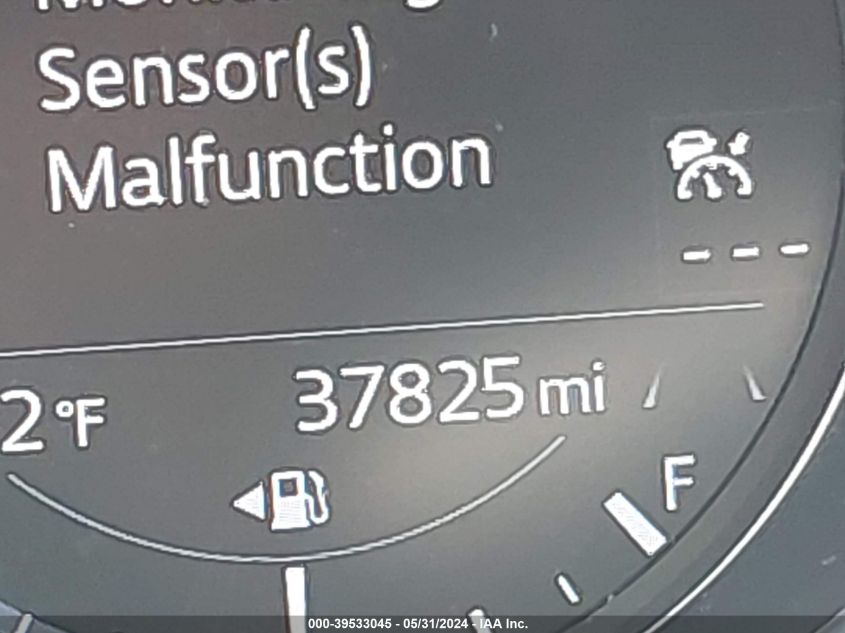 Sensor(s)
Malfunction
---
2°F
37825 mi
F
000-39533045 - 05/31/2024 - IAA Inc.